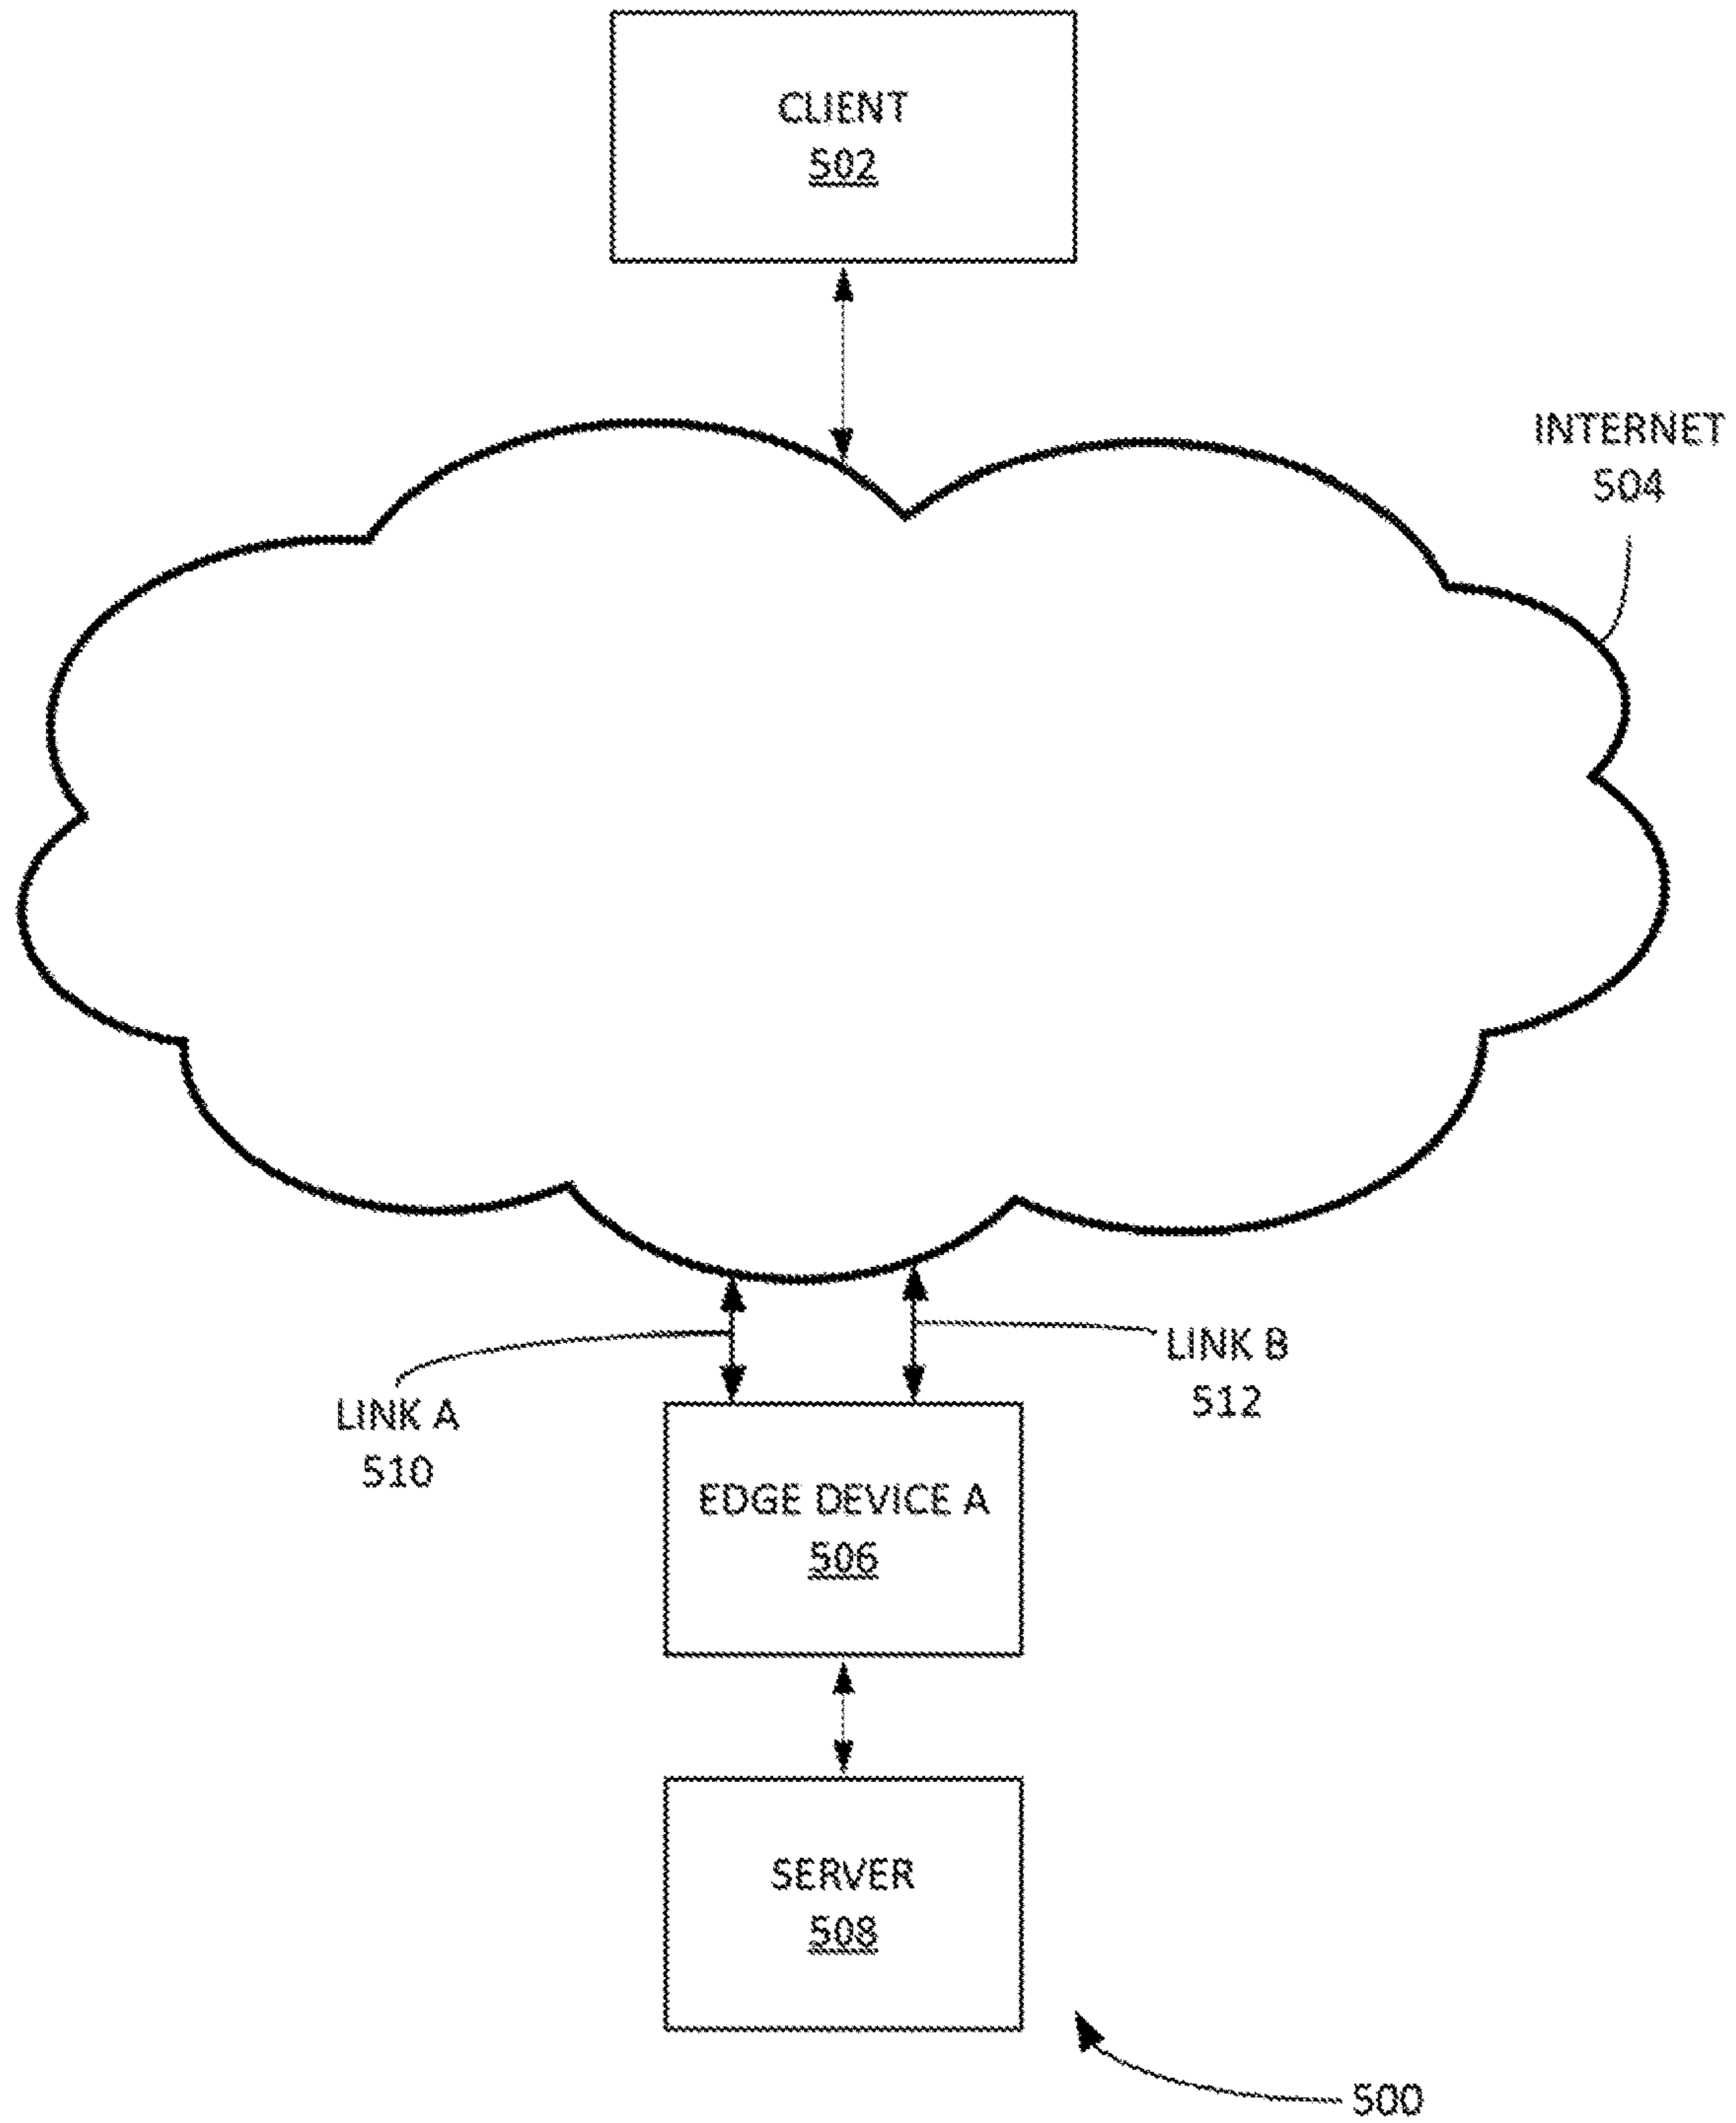 CLIENT
502
INTERNET
504
LINK A
510
LINK B
512
EDGE DEVICE A
506
SERVER
508
500